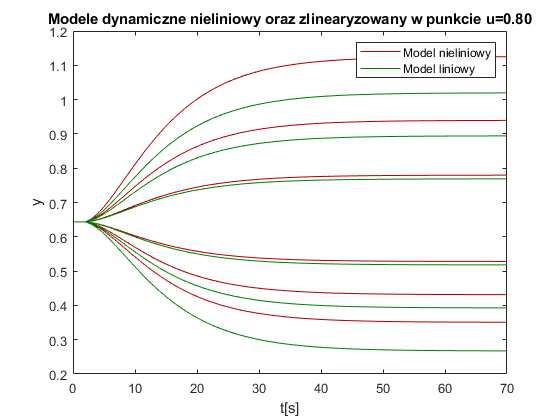 Modele dynamiczne nieliniowy oraz zlinearyzowany w punkcie u=0.80
1.2
1.1
1
0.9
0.8
0.7
0.6
0.5
0.4
0.3
0.2
y
Model nieliniowy
Model liniowy
0 10 20 30 40 50 60 70
t[s]